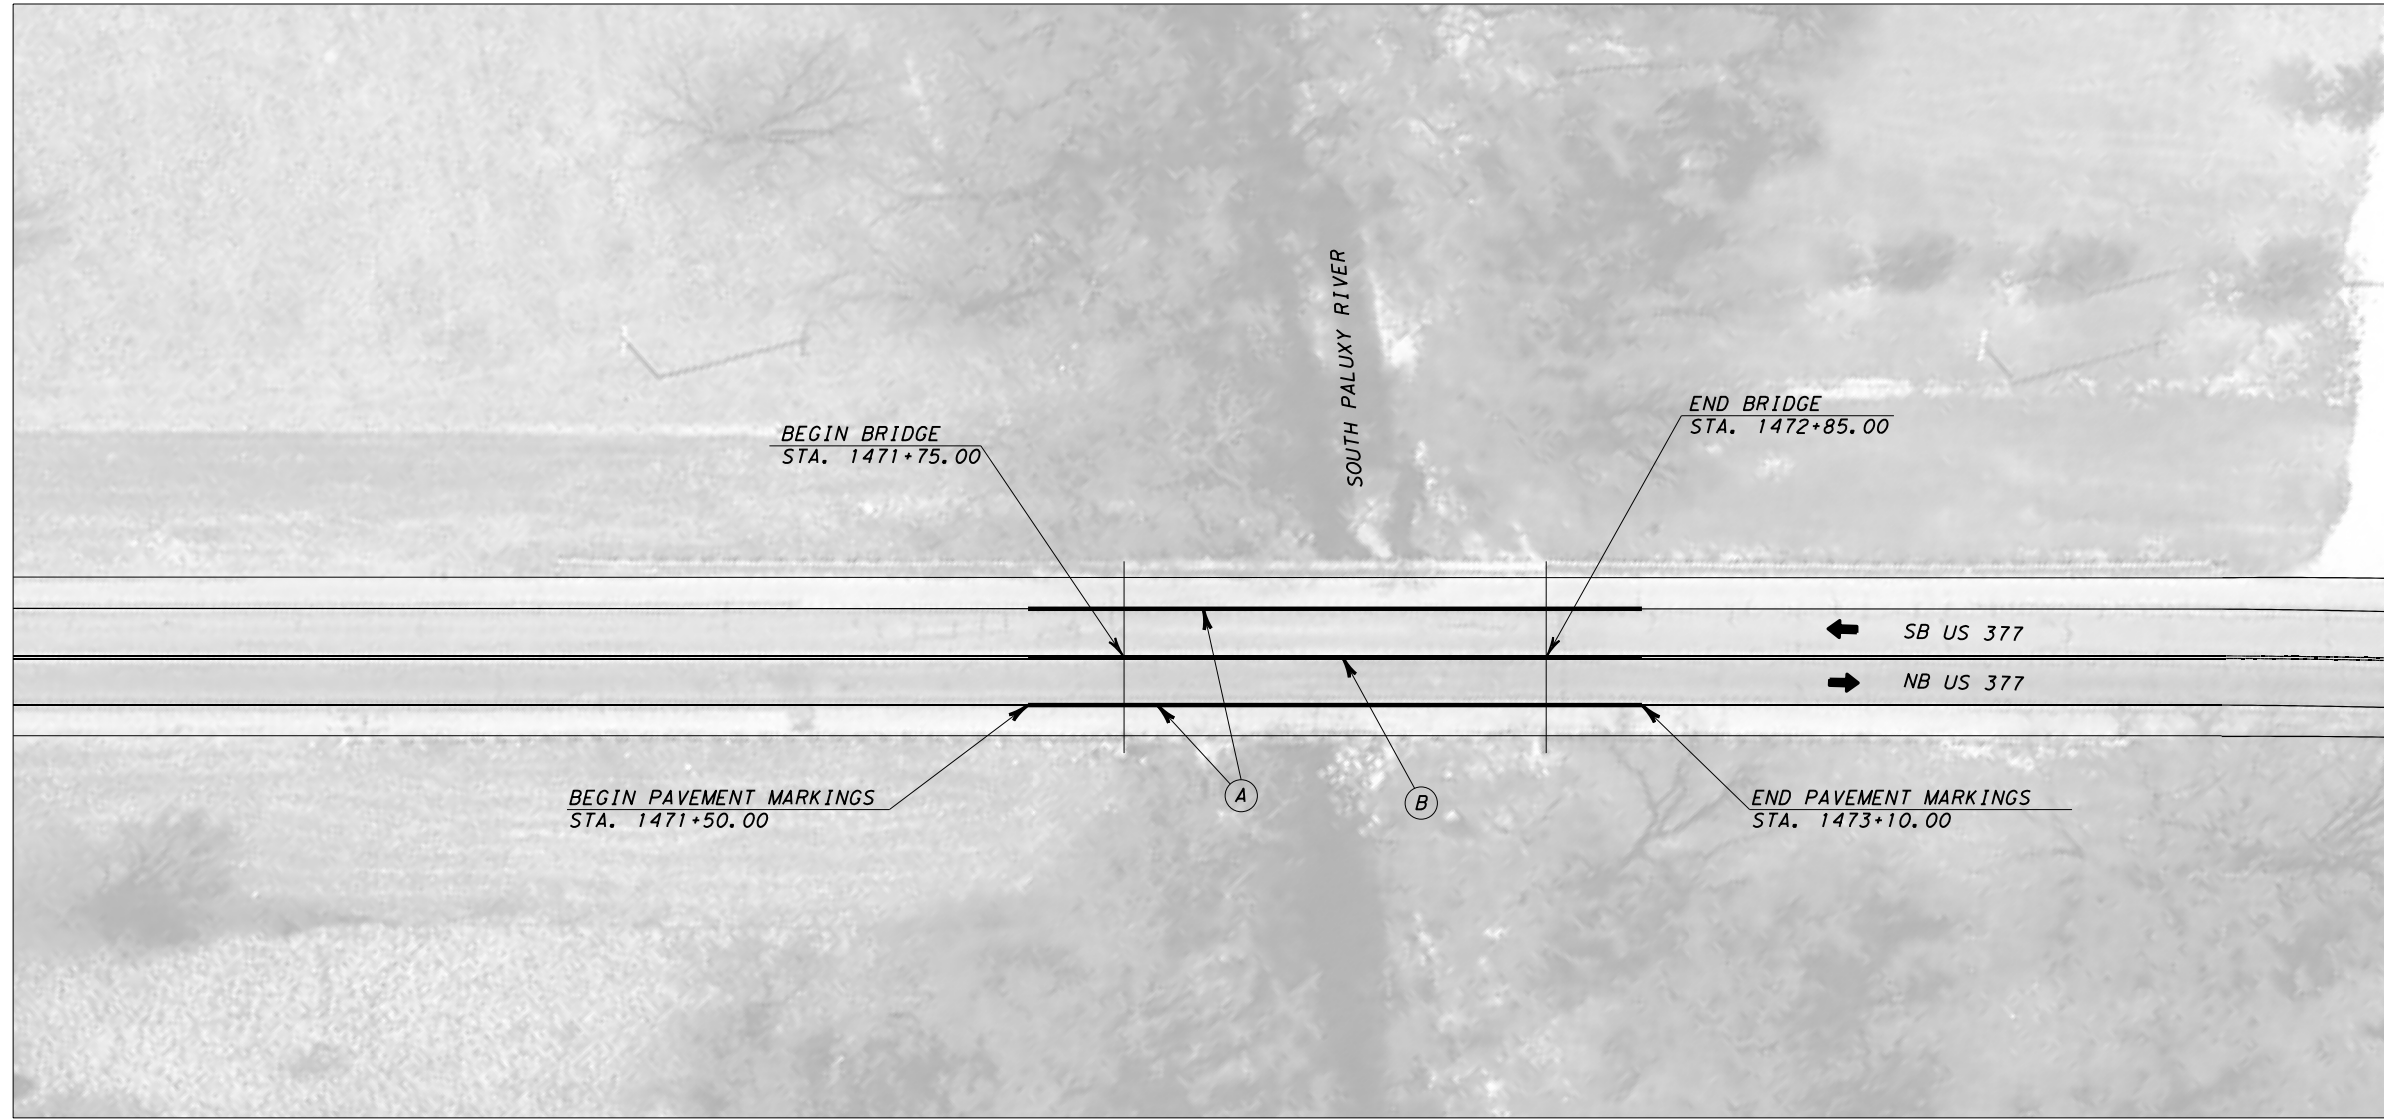 SOUTH PALUXY RIVER
END BRIDGE
STA. 1472+85.00
BEGIN BRIDGE
STA. 1471+75.00
SB US 377
NB US 377
BEGIN PAVEMENT MARKINGS
STA. 1471+50.00
A
B
END PAVEMENT MARKINGS
STA. 1473+10.00